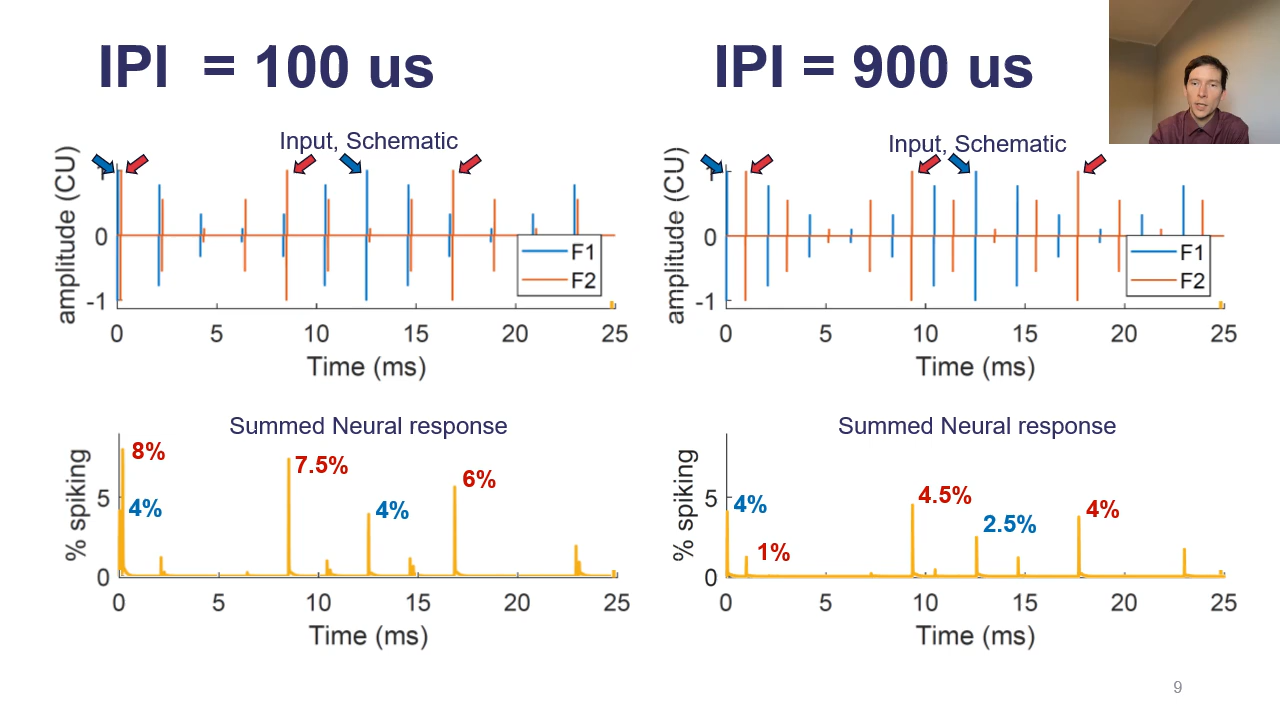 IPI = 100 us
Input, Schematic
amplitude (CU)
1
0
-1
F1
F2
0 5 10 15 20 25
Time (ms)
Summed Neural response
% spiking
5
0
8%
4%
7.5%
4%
6%
0 5 10 15 20 25
Time (ms)
IPI = 900 us
Input, Schematic
amplitude (CU)
1
0
-1
F1
F2
0 5 10 15 20 25
Time (ms)
Summed Neural response
% spiking
5
0
4%
1%
4.5%
2.5%
4%
0 5 10 15 20 25
Time (ms)
9